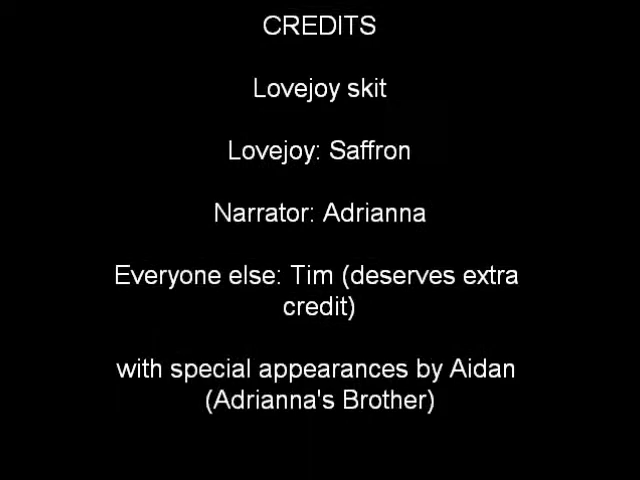 CREDITS
Lovejoy skit
Lovejoy: Saffron
Narrator: Adrianna
Everyone else: Tim (deserves extra
credit)
with special appearances by Aidan
(Adrianna's Brother)